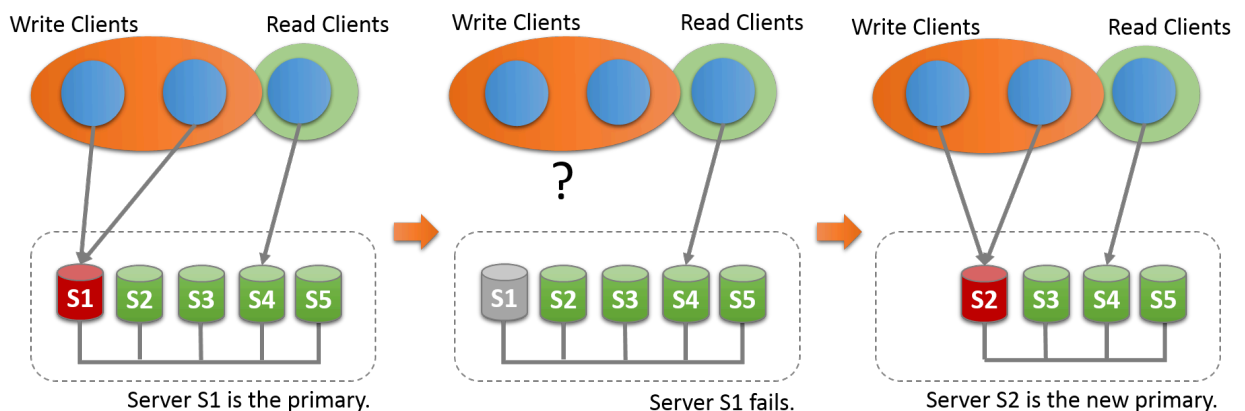 Write Clients
Read Clients
S1
S2
S3
S4
S5
Server S1 is the primary.
Write Clients
Read Clients
?
S1
S2
S3
S4
S5
Server S1 fails.
Write Clients
Read Clients
S2
S3
S4
S5
Server S2 is the new primary.